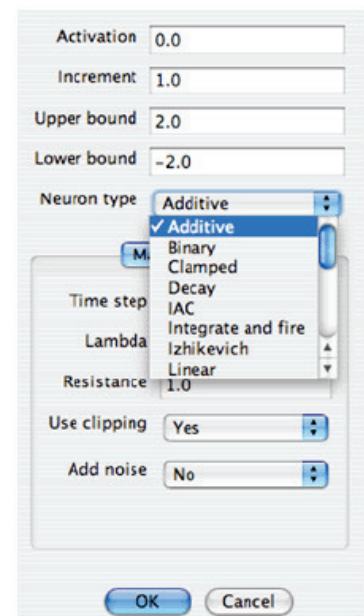 Activation 0.0
Increment 1.0
Upper bound 2.0
Lower bound -2.0
Neuron type Additive
✓ Additive
Binary
Clamped
Decay
IAC
Integrate and fire
Izhikevich
Linear
Time step
Lambda
Resistance 1.0
Use clipping Yes
Add noise No
OK Cancel